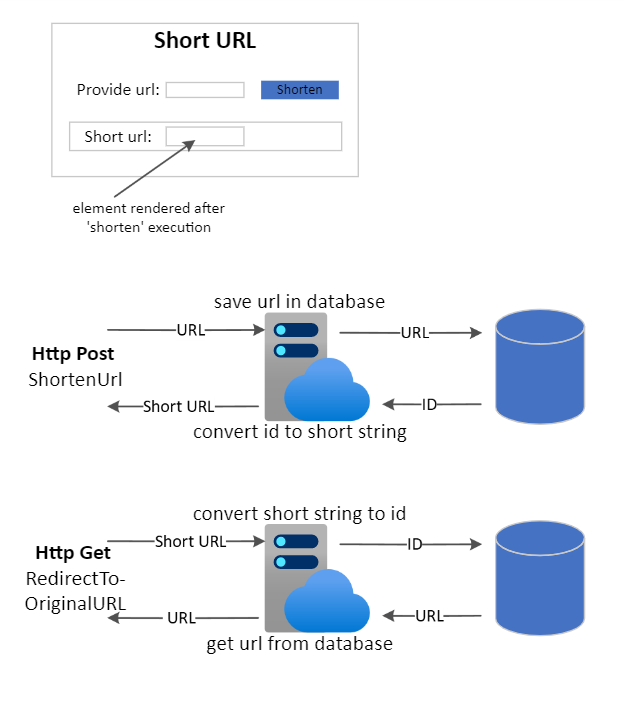 Short URL
Provide url:
Shorten
Short url:
element rendered after
'shorten' execution
save url in database
URL
URL
Http Post
ShortenUrl
Short URL
ID
convert id to short string
convert short string to id
Short URL
ID
Http Get
RedirectTo-
OriginalURL
URL
URL
get url from database